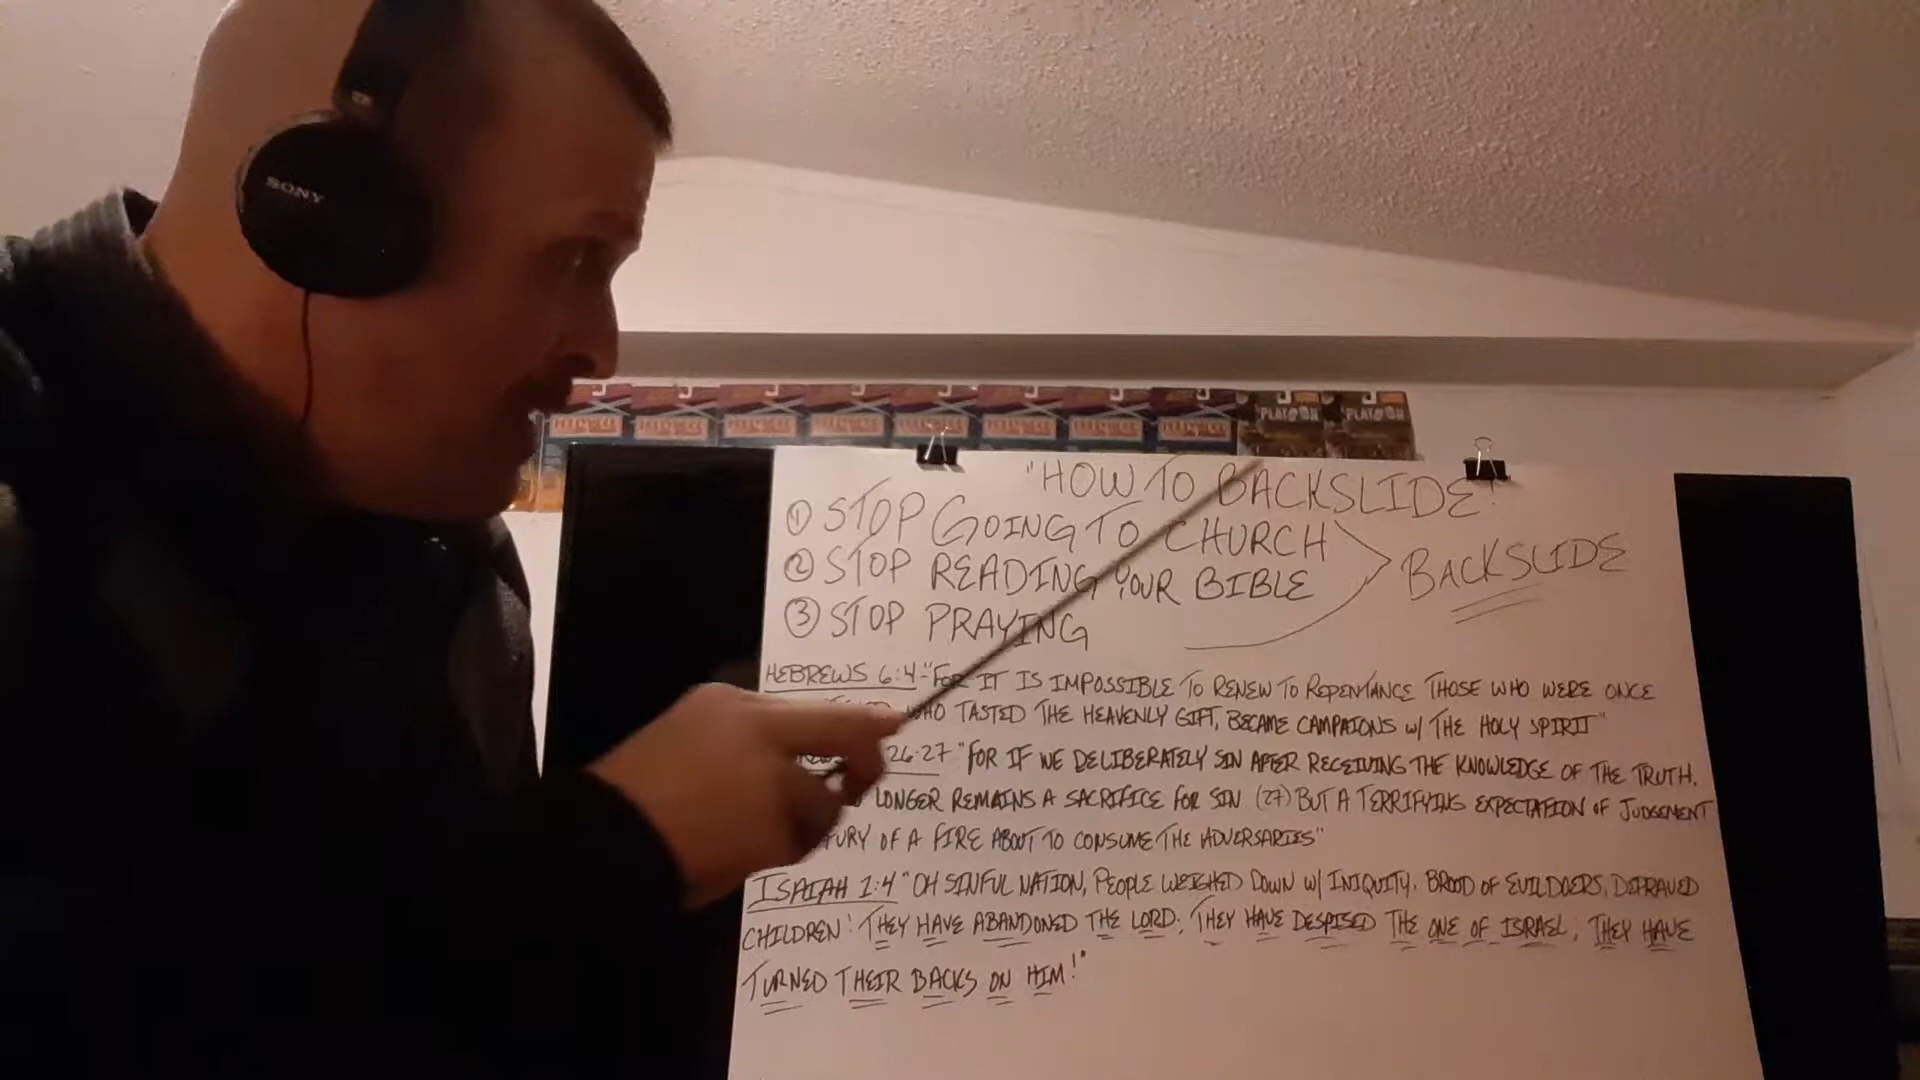 SONY
PLATOON
PLATOON
"HOW TO BACKSLIDE"
① STOP GOING TO CHURCH
② STOP READING YOUR BIBLE
③ STOP PRAYING
BACKSLIDE
HEBREWS 6:4 "FOR IT IS IMPOSSIBLE TO RENEW TO REPENTANCE THOSE WHO WERE ONCE
WHO TASTED THE HEAVENLY GIFT, BECAME CAMPAIONS W/ THE HOLY SPIRIT"
26-27 "FOR IF WE DELIBERATELY SIN AFTER RECEIVING THE KNOWLEDGE OF THE TRUTH,
LONGER REMAINS A SACRIFICE FOR SIN (27) BUT A TERRIFYING EXPECTATION OF JUDGEMENT
FURY OF A FIRE ABOUT TO CONSUME THE ADVERSARIES"
ISAIAH 1:4 "OH SINFUL NATION, PEOPLE WEIGHED DOWN W/ INIQUITY, BROOD OF EVILDOERS, DEPRAVED
CHILDREN! THEY HAVE ABANDONED THE LORD; THEY HAVE DESPISED THE ONE OF ISRAEL, THEY HAVE
TURNED THEIR BACKS ON HIM!"